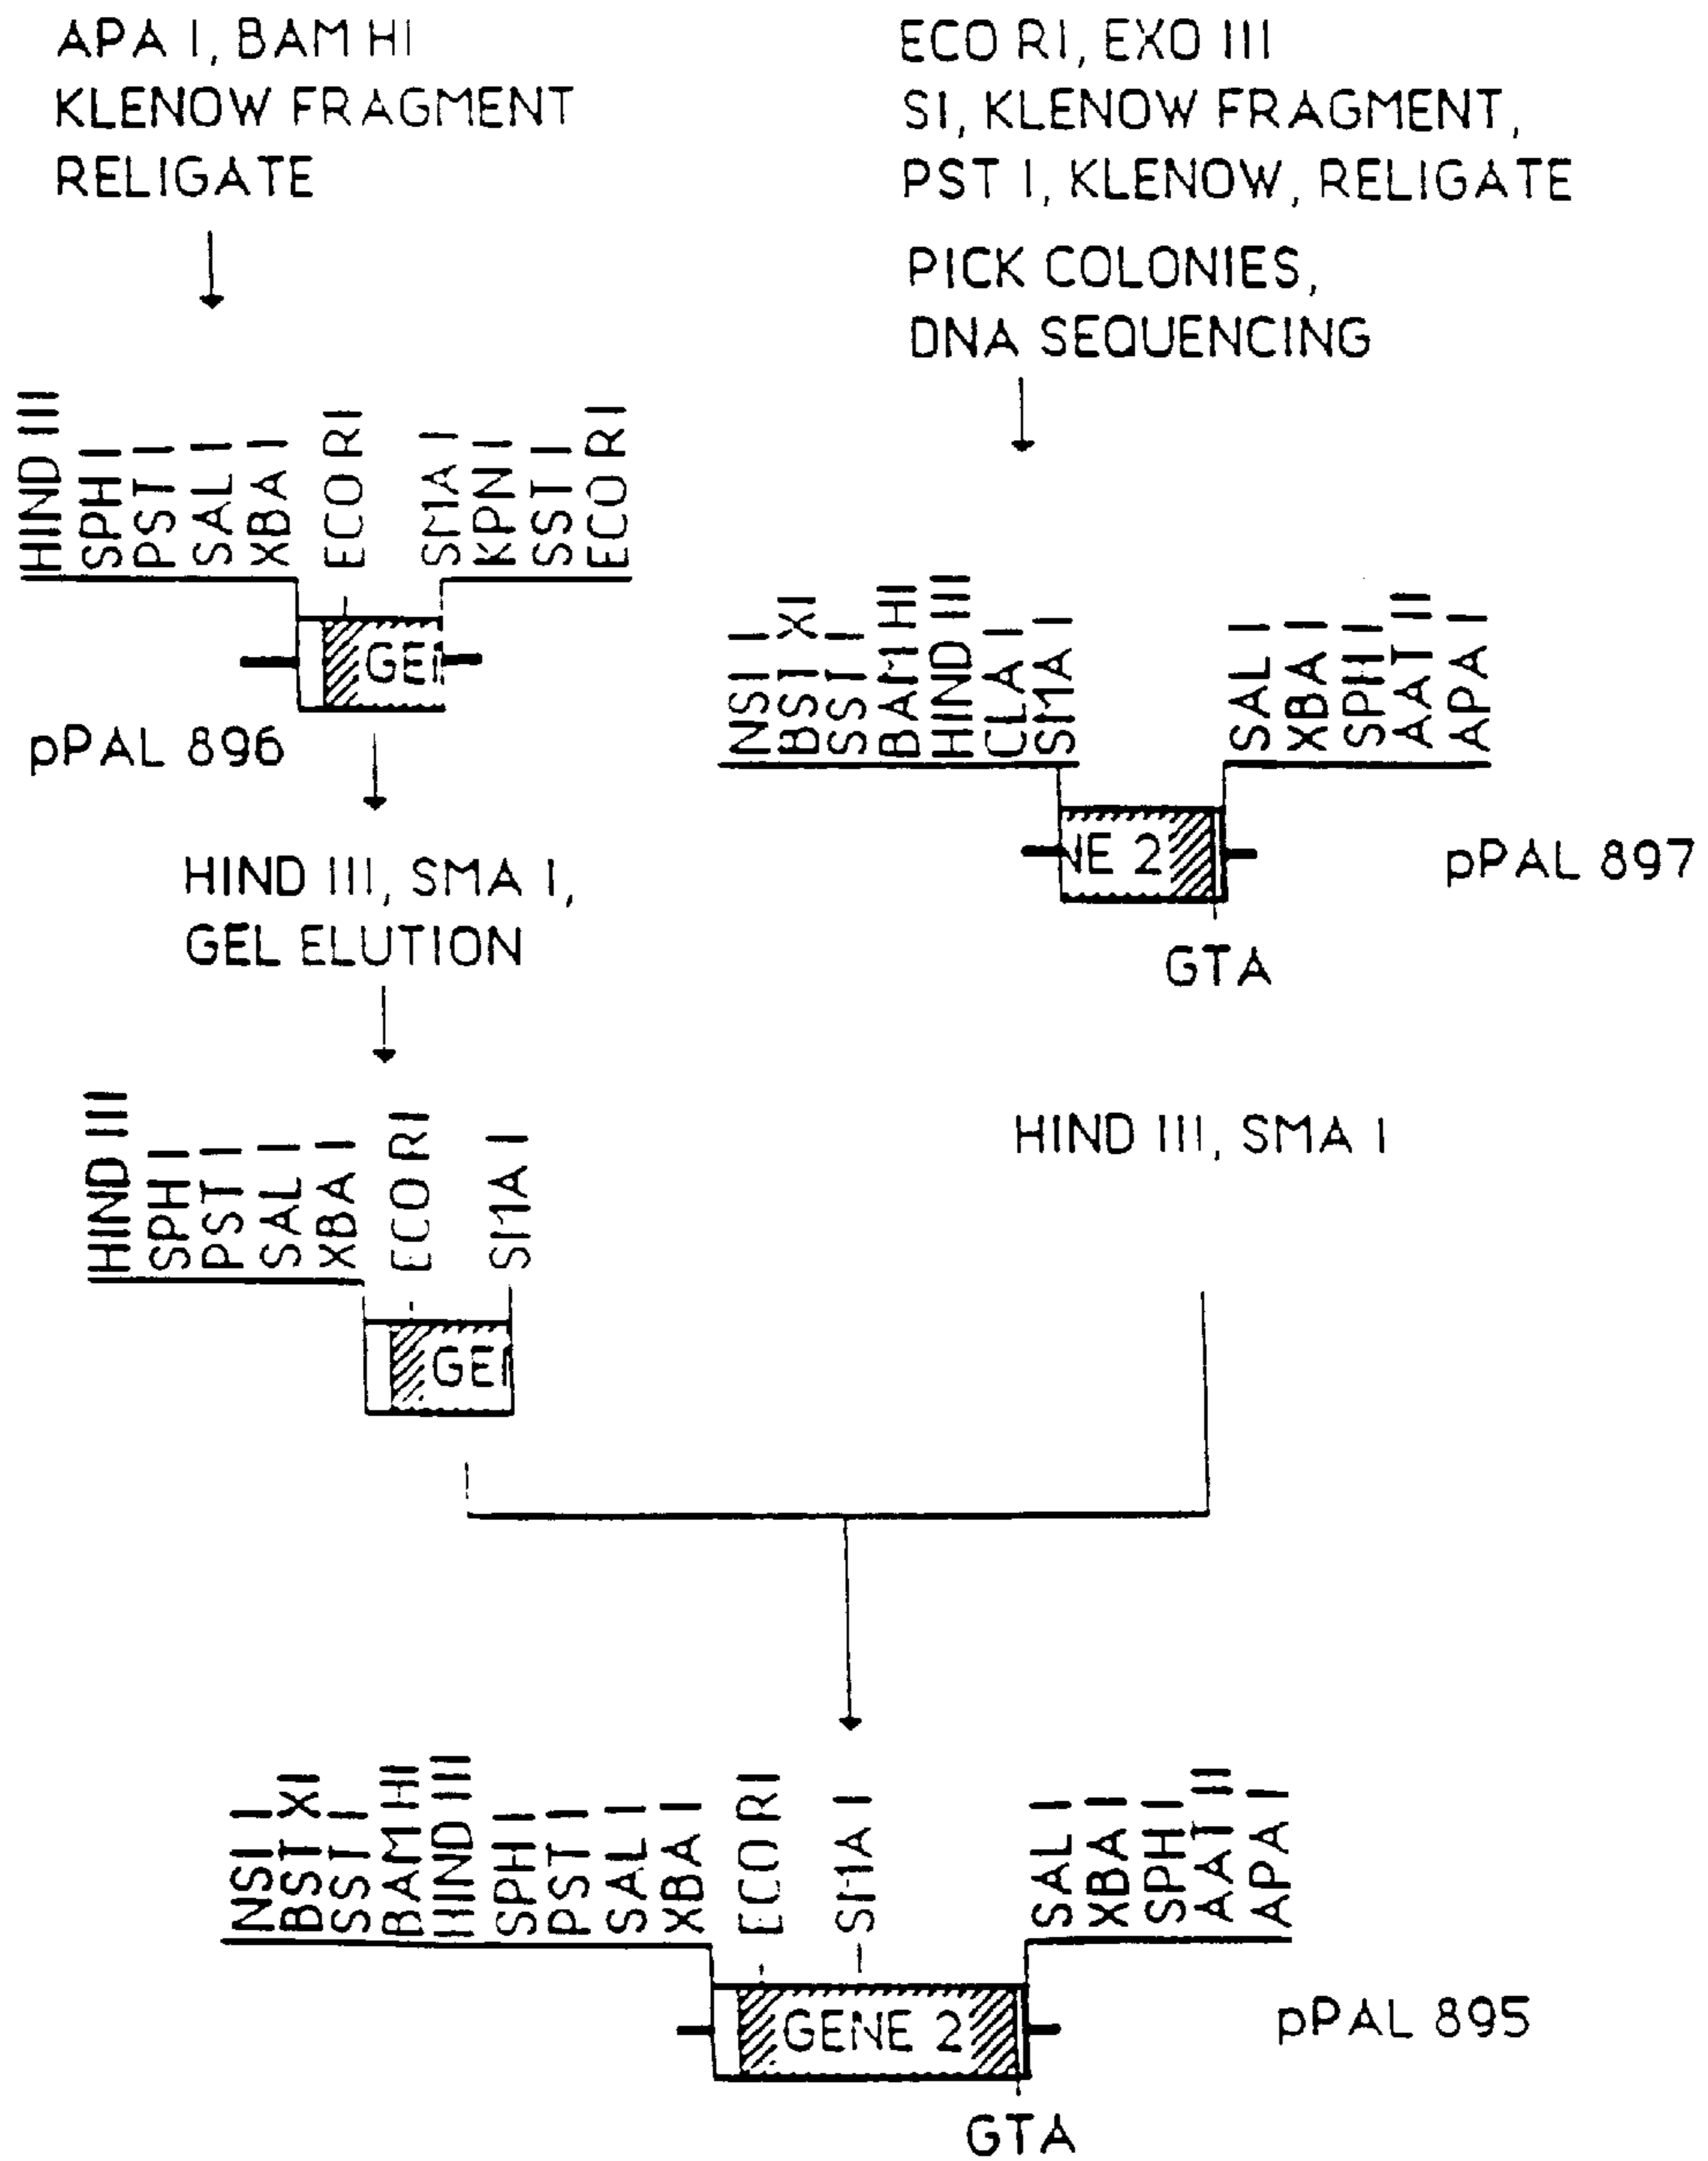 APA I, BAM HI
KLENOW FRAGMENT
RELIGATE
ECO RI, EXO III
SI, KLENOW FRAGMENT,
PST I, KLENOW, RELIGATE
PICK COLONIES,
DNA SEQUENCING
HIND III
SPH I
PST I
SAL I
XBA I
ECO RI
SMA I
KPN I
SST I
ECO RI
GEN
pPAL 896
NSI I
BST XI
SST I
BAM HI
HIND III
CLA I
SMA I
SAL I
XBA I
SPH I
AAT II
APA I
NE 2
pPAL 897
GTA
HIND III, SMA I,
GEL ELUTION
HIND III
SPH I
PST I
SAL I
XBA I
ECO RI
SMA I
GEN
HIND III, SMA I
NSI I
BST XI
SST I
BAM HI
HIND III
SPH I
PST I
SAL I
XBA I
ECO RI
SMA I
SAL I
XBA I
SPH I
AAT II
APA I
GENE 2
pPAL 895
GTA